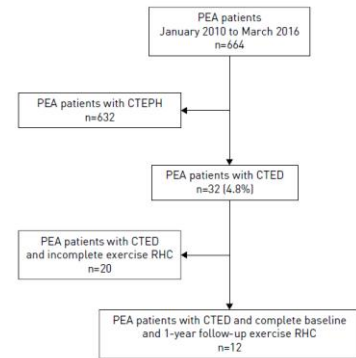 PEA patients
January 2010 to March 2016
n=664
PEA patients with CTEPH
n=632
PEA patients with CTED
n=32 (4.8%)
PEA patients with CTED
and incomplete exercise RHC
n=20
PEA patients with CTED and complete baseline
and 1-year follow-up exercise RHC
n=12